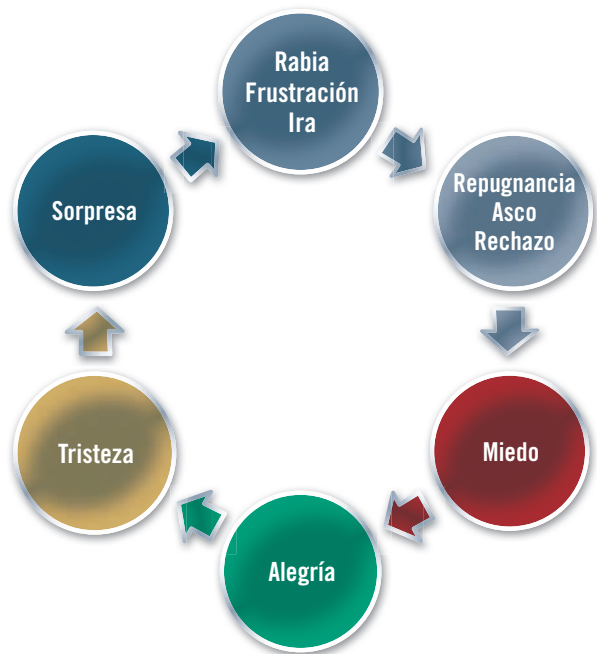 Rabia
Frustración
Ira
Repugnancia
Asco
Rechazo
Miedo
Alegría
Tristeza
Sorpresa